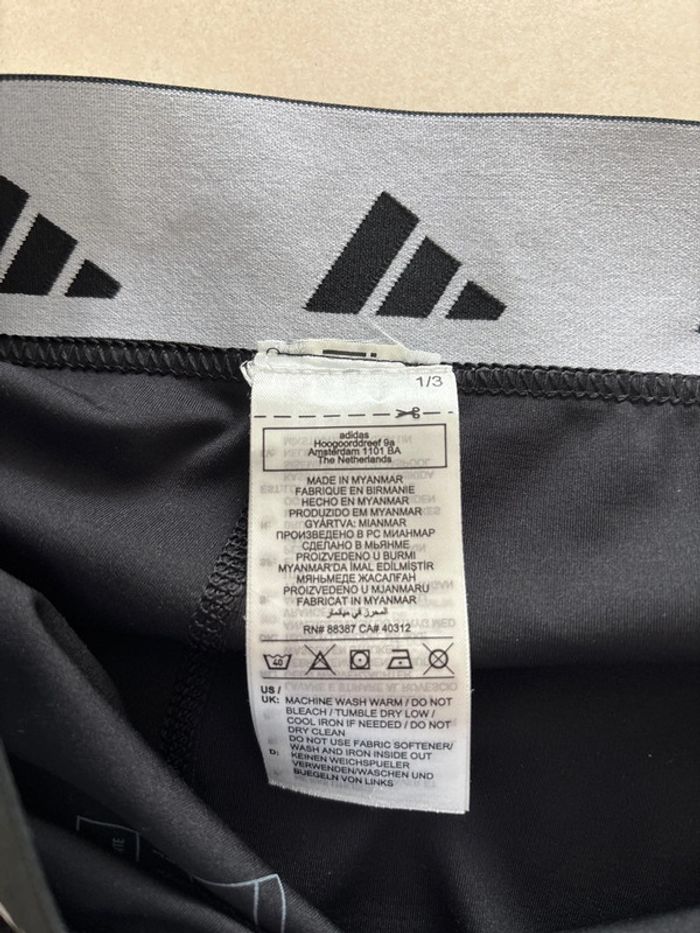 1/3
adidas
Hoogoorddreef 9a
Amsterdam 1101 BA
The Netherlands
MADE IN MYANMAR
FABRIQUE EN BIRMANIE
HECHO EN MYANMAR
PRODUZIDO EM MYANMAR
GYÁRTVA: MIANMAR
ПРОИЗВЕДЕНО В РС МИАНМАР
СДЕЛАНО В МЬЯНМЕ
PROIZVEDENO U BURMI
MYANMAR'DA İMAL EDİLMİŞTİR
МЯНЬМЕДЕ ЖАСАЛҒАН
PROIZVEDENO U MJANMARU
FABRICAT IN MYANMAR
في ميانمار
RN# 88387 CA# 40312
40
US /
UK: MACHINE WASH WARM / DO NOT
BLEACH / TUMBLE DRY LOW /
COOL IRON IF NEEDED / DO NOT
DRY CLEAN
DO NOT USE FABRIC SOFTENER/
WASH AND IRON INSIDE OUT
D: KEINEN WEICHSPUELER
VERWENDEN/WASCHEN UND
BUEGELN VON LINKS